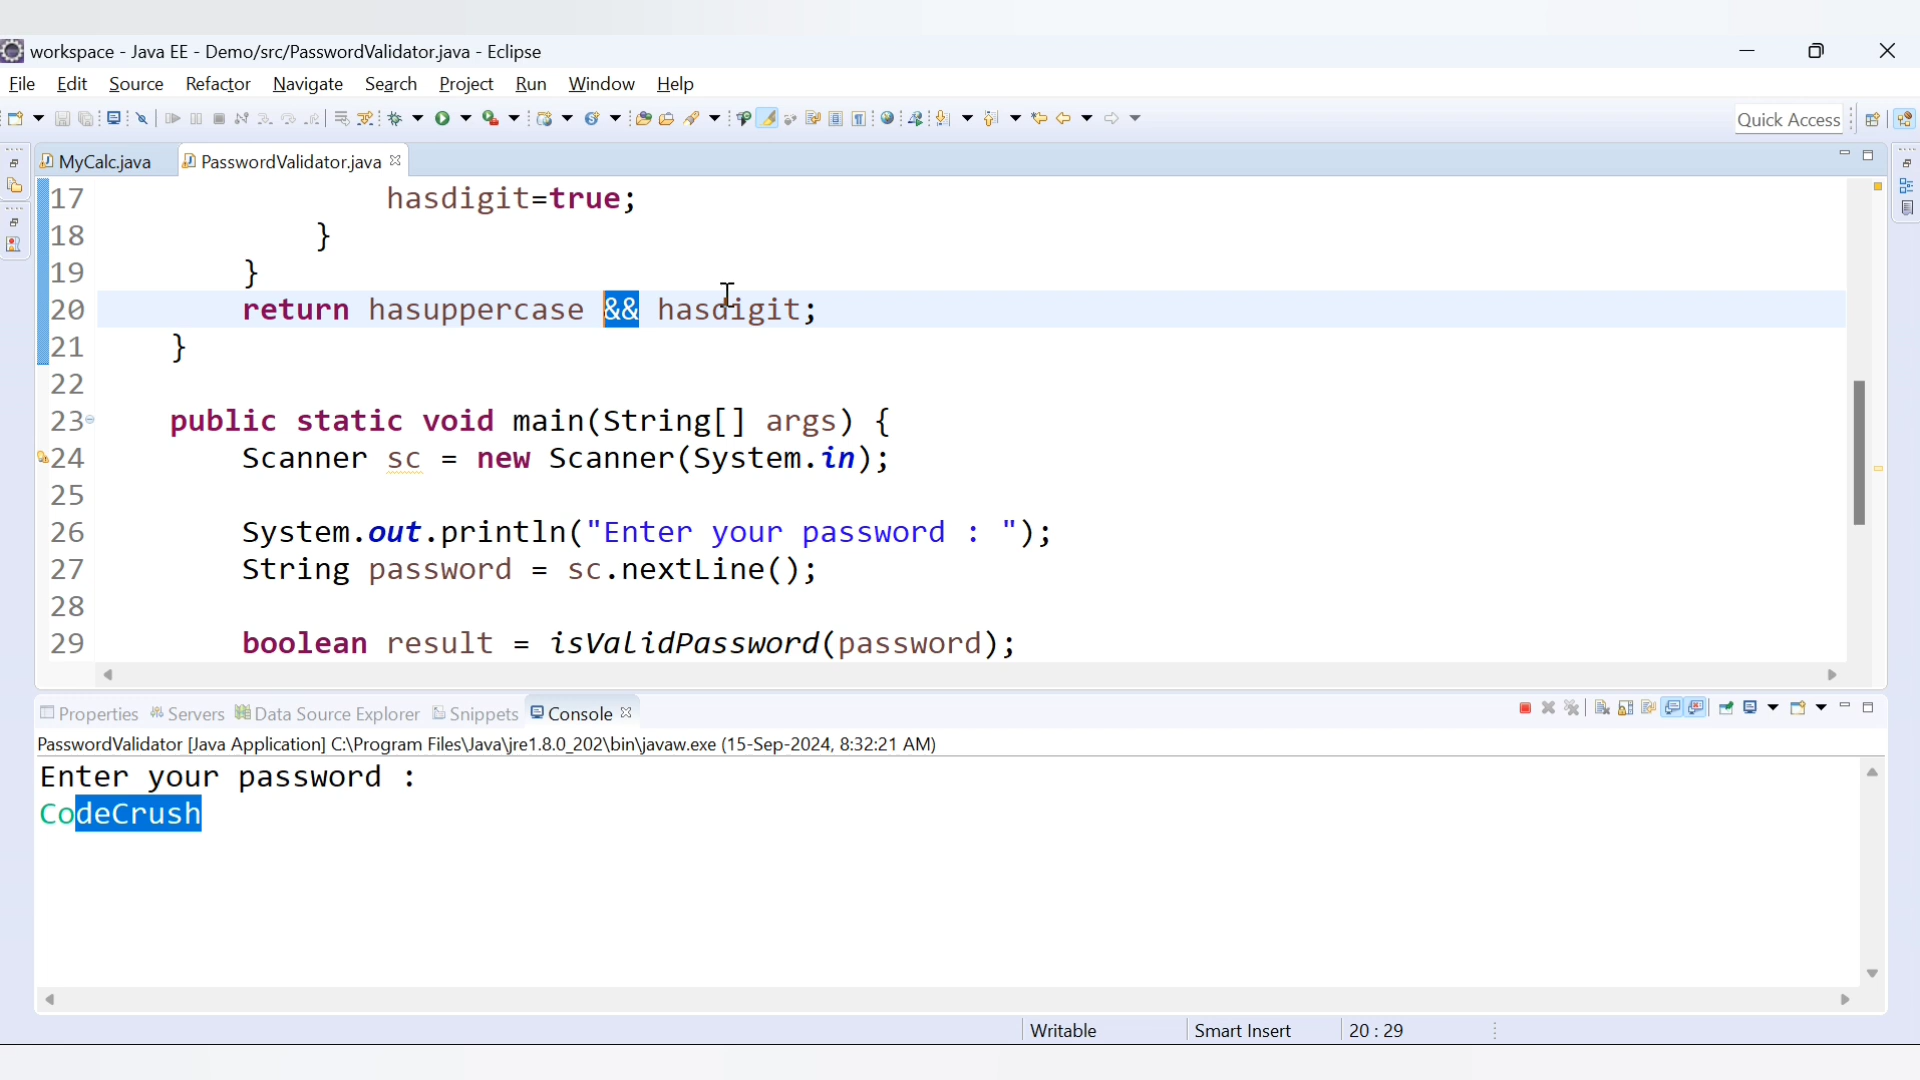 workspace - Java EE - Demo/src/PasswordValidator.java - Eclipse
File Edit Source Refactor Navigate Search Project Run Window Help
Quick Access
MyCalc.java PasswordValidator.java
17 hasdigit=true;
18 }
19 }
20 return hasuppercase && hasdigit;
21 }
22
23 public static void main(String[] args) {
24 Scanner sc = new Scanner(System.in);
25
26 System.out.println("Enter your password : ");
27 String password = sc.nextLine();
28
29 boolean result = isValidPassword(password);
Properties Servers Data Source Explorer Snippets Console
PasswordValidator [Java Application] C:\Program Files\Java\jre1.8.0_202\bin\javaw.exe (15-Sep-2024, 8:32:21 AM)
Enter your password :
CodeCrush
Writable Smart Insert 20 : 29